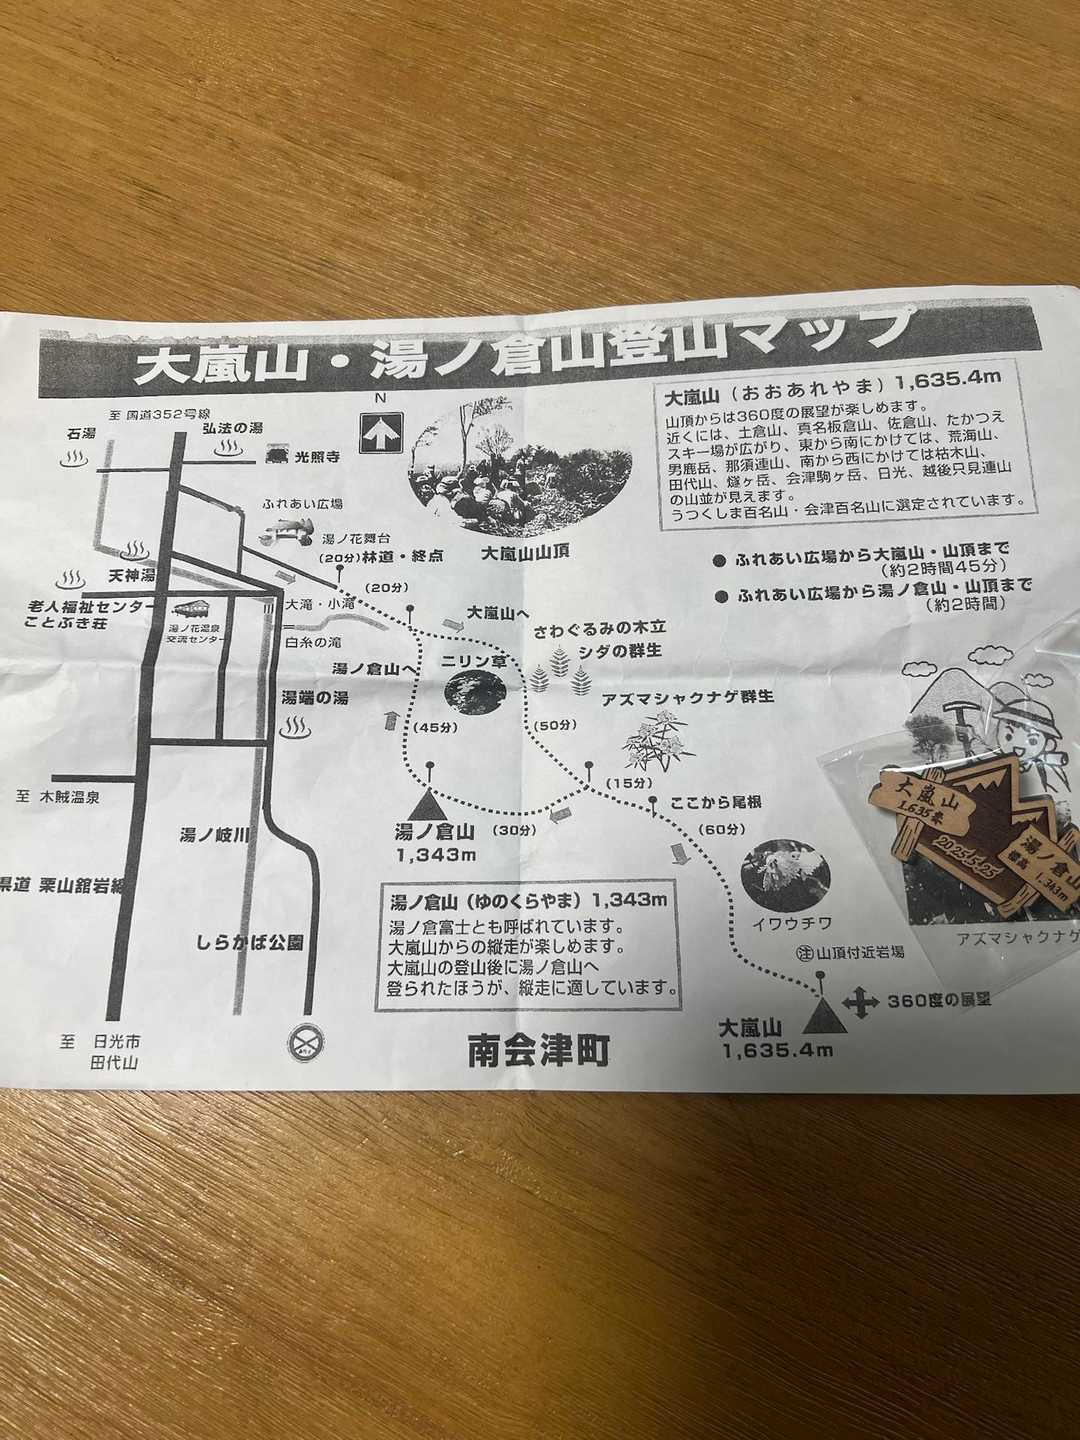 大嵐山・湯ノ倉山登山マップ
至 国道352号線
石湯
弘法の湯
光照寺
N
ふれあい広場
湯ノ花舞台
(20分)林道・終点
(20分)
天神湯
老人福祉センター
ことぶき荘
湯ノ花温泉
交流センター
大滝・小滝
白糸の滝
湯端の湯
至 木賊温泉
湯ノ岐川
県道 栗山舘岩線
しらかば公園
至 日光市
田代山
大嵐山山頂
大嵐山(おおあれやま)1,635.4m
山頂からは360度の展望が楽しめます。
近くには、土倉山、真名板倉山、佐倉山、たかつえ
スキー場が広がり、東から南にかけては、荒海山、
男鹿岳、那須連山、南から西にかけては枯木山、
田代山、燧ヶ岳、会津駒ヶ岳、日光、越後只見連山
の山並が見えます。
うつくしま百名山・会津百名山に選定されています。
● ふれあい広場から大嵐山・山頂まで
(約2時間45分)
● ふれあい広場から湯ノ倉山・山頂まで
(約2時間)
大嵐山へ
湯ノ倉山へ
ニリン草
さわぐるみの木立
シダの群生
アズマシャクナゲ群生
(45分)
(50分)
(15分)
ここから尾根
(30分)
(60分)
湯ノ倉山
1,343m
イワウチワ
㊟山頂付近岩場
大嵐山
1,635.4m
360度の展望
湯ノ倉山(ゆのくらやま)1,343m
湯ノ倉富士とも呼ばれています。
大嵐山からの縦走が楽しめます。
大嵐山の登山後に湯ノ倉山へ
登られたほうが、縦走に適しています。
南会津町
大嵐山
1,635米
2025.5.25
湯ノ倉山
標高 1,343m
アズマシャクナゲ